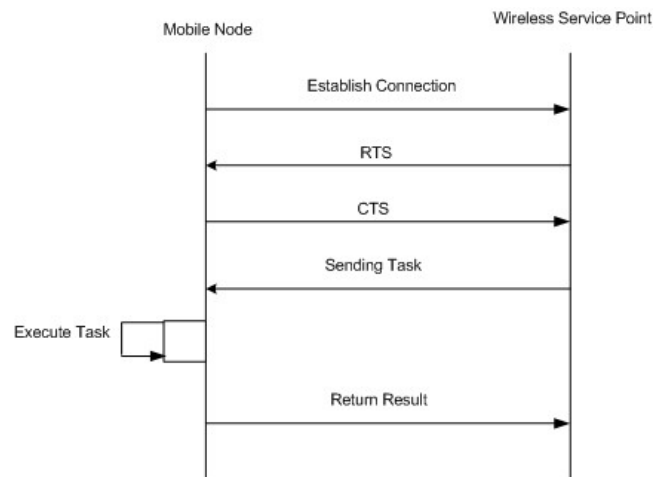 Mobile Node
Wireless Service Point
Establish Connection
RTS
CTS
Sending Task
Execute Task
Return Result